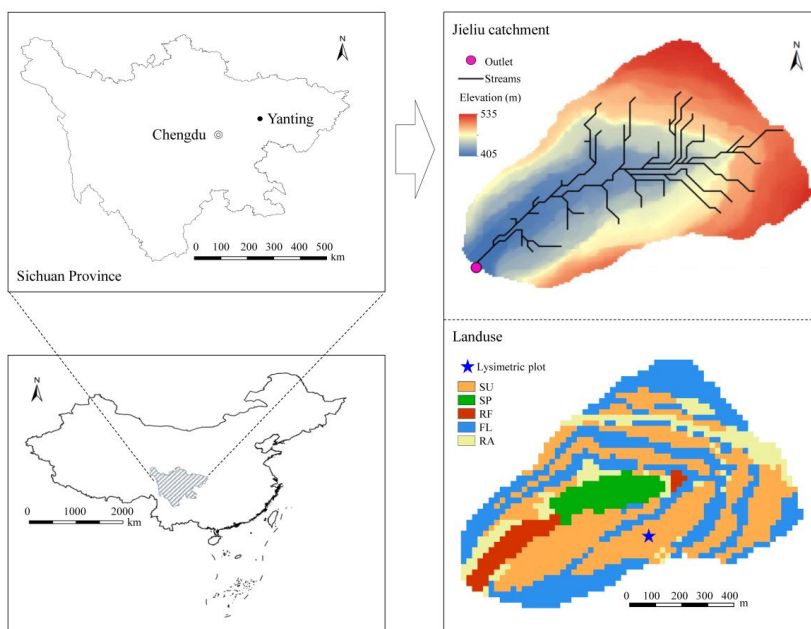 N
Chengdu
Yanting
0 100 200 300 400 500
km
Sichuan Province
N
0 1000 2000
km
Jieliu catchment
N
Outlet
Streams
Elevation (m)
535
405
Landuse
Lysimetric plot
SU
SP
RF
FL
RA
0 100 200 300 400
m